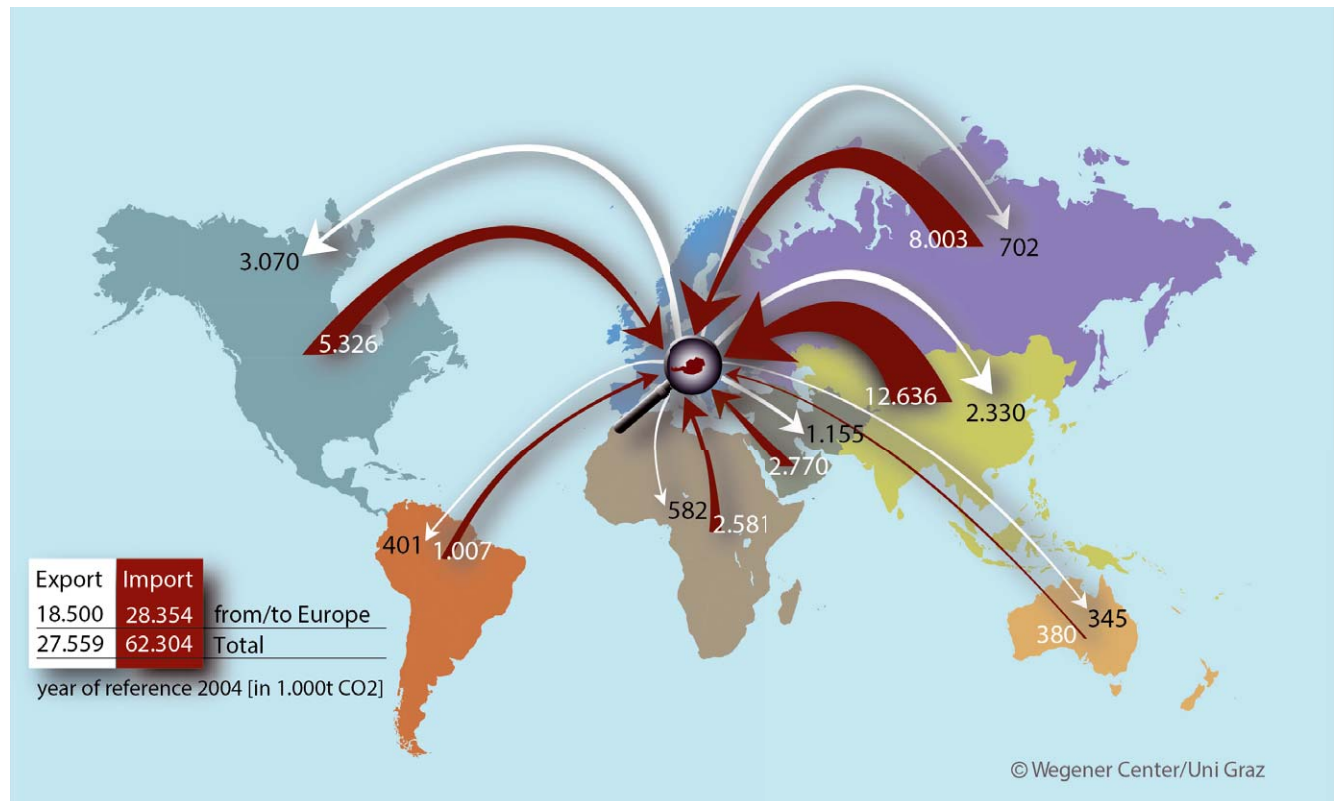 8.003
702
3.070
5.326
12.636
2.330
1.155
2.770
582
2.581
401
1.007
345
380
Export Import
18.500 28.354 from/to Europe
27.559 62.304 Total
year of reference 2004 [in 1.000t CO2]
© Wegener Center/Uni Graz